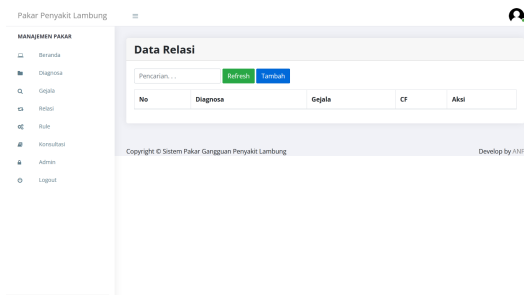 Pakar Penyakit Lambung
MANAJEMEN PAKAR
Beranda
Diagnosa
Gejala
Relasi
Rule
Konsultasi
Admin
Logout
Data Relasi
Pencarian. . . Refresh Tambah
No Diagnosa Gejala CF Aksi
Copyright © Sistem Pakar Gangguan Penyakit Lambung Develop by